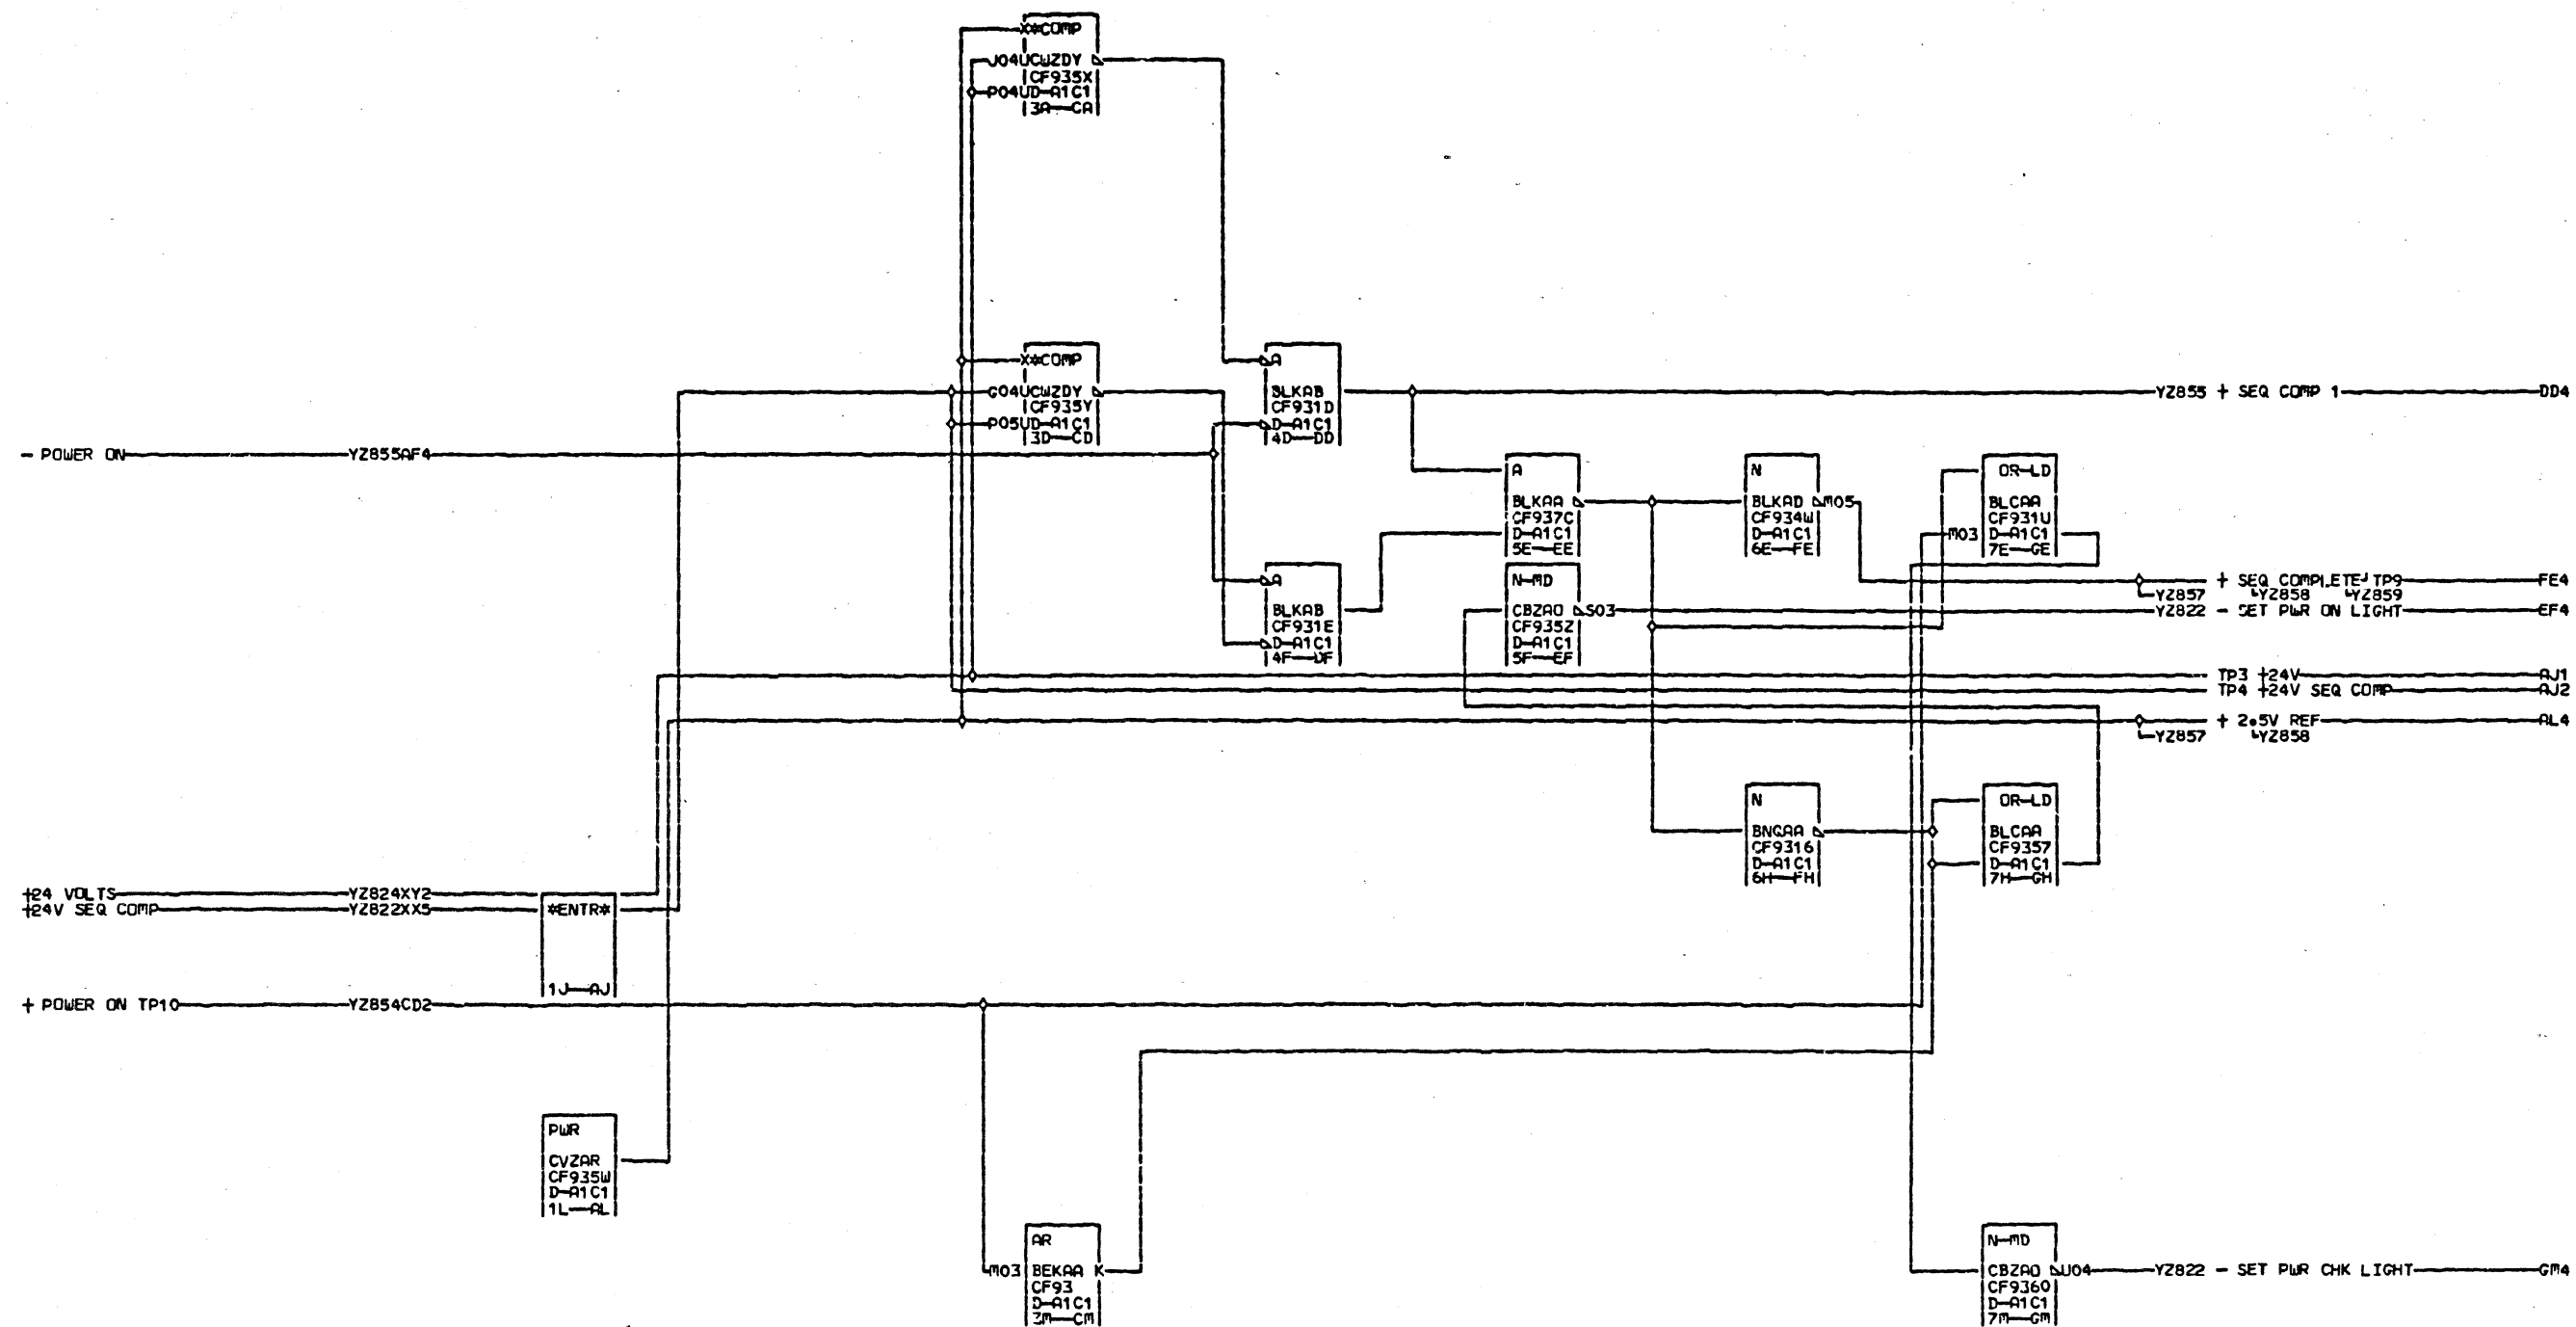 X*COMP
J04UCWZDY
CF935X
P04UD-A1C1
3A-CA
X*COMP
G04UCWZDY
CF935Y
P05UD-A1C1
3D-CD
A
BLKAB
CF931D
D-A1C1
4D-DD
YZ855 + SEQ COMP 1 DD4
- POWER ON YZ855AF4
A
BLKAA
CF937C
D-A1C1
5E-EE
N
BLKAD M05
CF934W
D-A1C1
6E-FE
OR-LD
BLCAA
CF931U
M03 D-A1C1
7E-GE
A
BLKAB
CF931E
D-A1C1
4F-DF
N-MD
CBZAO S03
CF935Z
D-A1C1
5F-EF
+ SEQ COMPLETE TP9 FE4
YZ857 YZ858 YZ859
YZ822 - SET PWR ON LIGHT EF4
TP3 +24V AJ1
TP4 +24V SEQ COMP AJ2
+ 2.5V REF AL4
YZ857 YZ858
N
BNQAA
CF9316
D-A1C1
6H-FH
OR-LD
BLCAA
CF9357
D-A1C1
7H-GH
+24 VOLTS YZ824XY2
+24V SEQ COMP YZ822XX5
*ENTR*
1J-AJ
+ POWER ON TP10 YZ854CD2
PWR
CVZAR
CF935W
D-A1C1
1L-AL
AR
M03 BEKAA K
CF93
D-A1C1
3M-CM
N-MD
CBZAO U04
CF9360
D-A1C1
7M-GM
YZ822 - SET PWR CHK LIGHT GM4